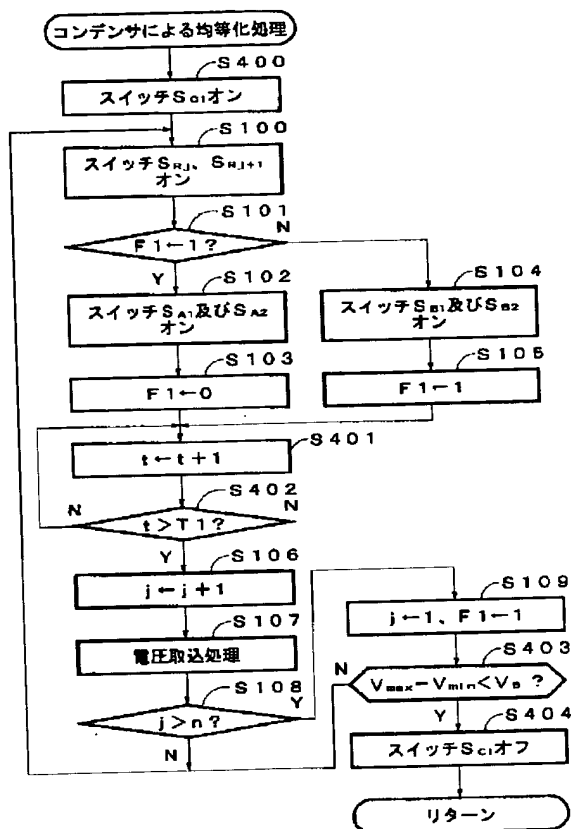 コンデンサによる均等化処理
S400
スイッチSC1オン
S100
スイッチSRj、SRj+1
オン
S101
F1←1?
N
Y
S102
スイッチSA1及びSA2
オン
S104
スイッチSB1及びSB2
オン
S103
F1←0
S105
F1←1
S401
t←t+1
S402
N
t>T1?
N
Y
S106
j←j+1
S107
電圧取込処理
S108
j>n?
Y
N
S109
j←1、F1←1
S403
N
Vmax-Vmin<VB?
Y
S404
スイッチSC1オフ
リターン